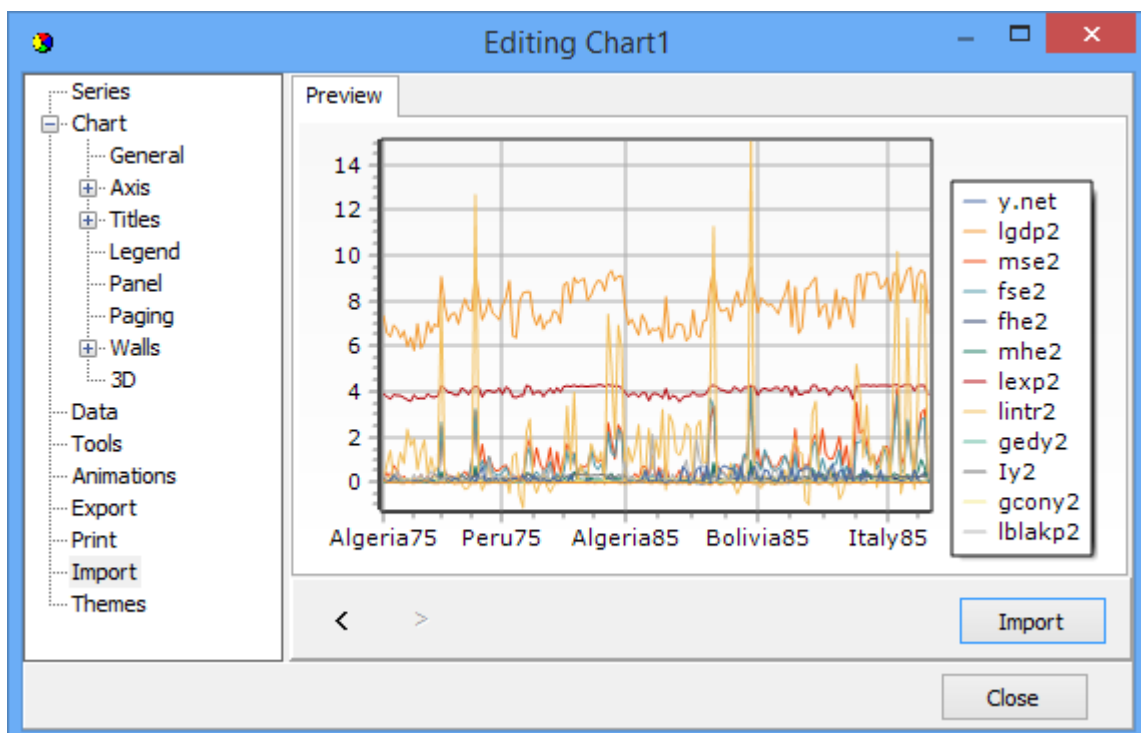 Editing Chart1
Series
Chart
General
Axis
Titles
Legend
Panel
Paging
Walls
3D
Data
Tools
Animations
Export
Print
Import
Themes
Preview
14
12
10
8
6
4
2
0
Algeria75 Peru75 Algeria85 Bolivia85 Italy85
y.net
lgdp2
mse2
fse2
fhe2
mhe2
lexp2
lintr2
gedy2
Iy2
gcony2
lblakp2
< >
Import
Close